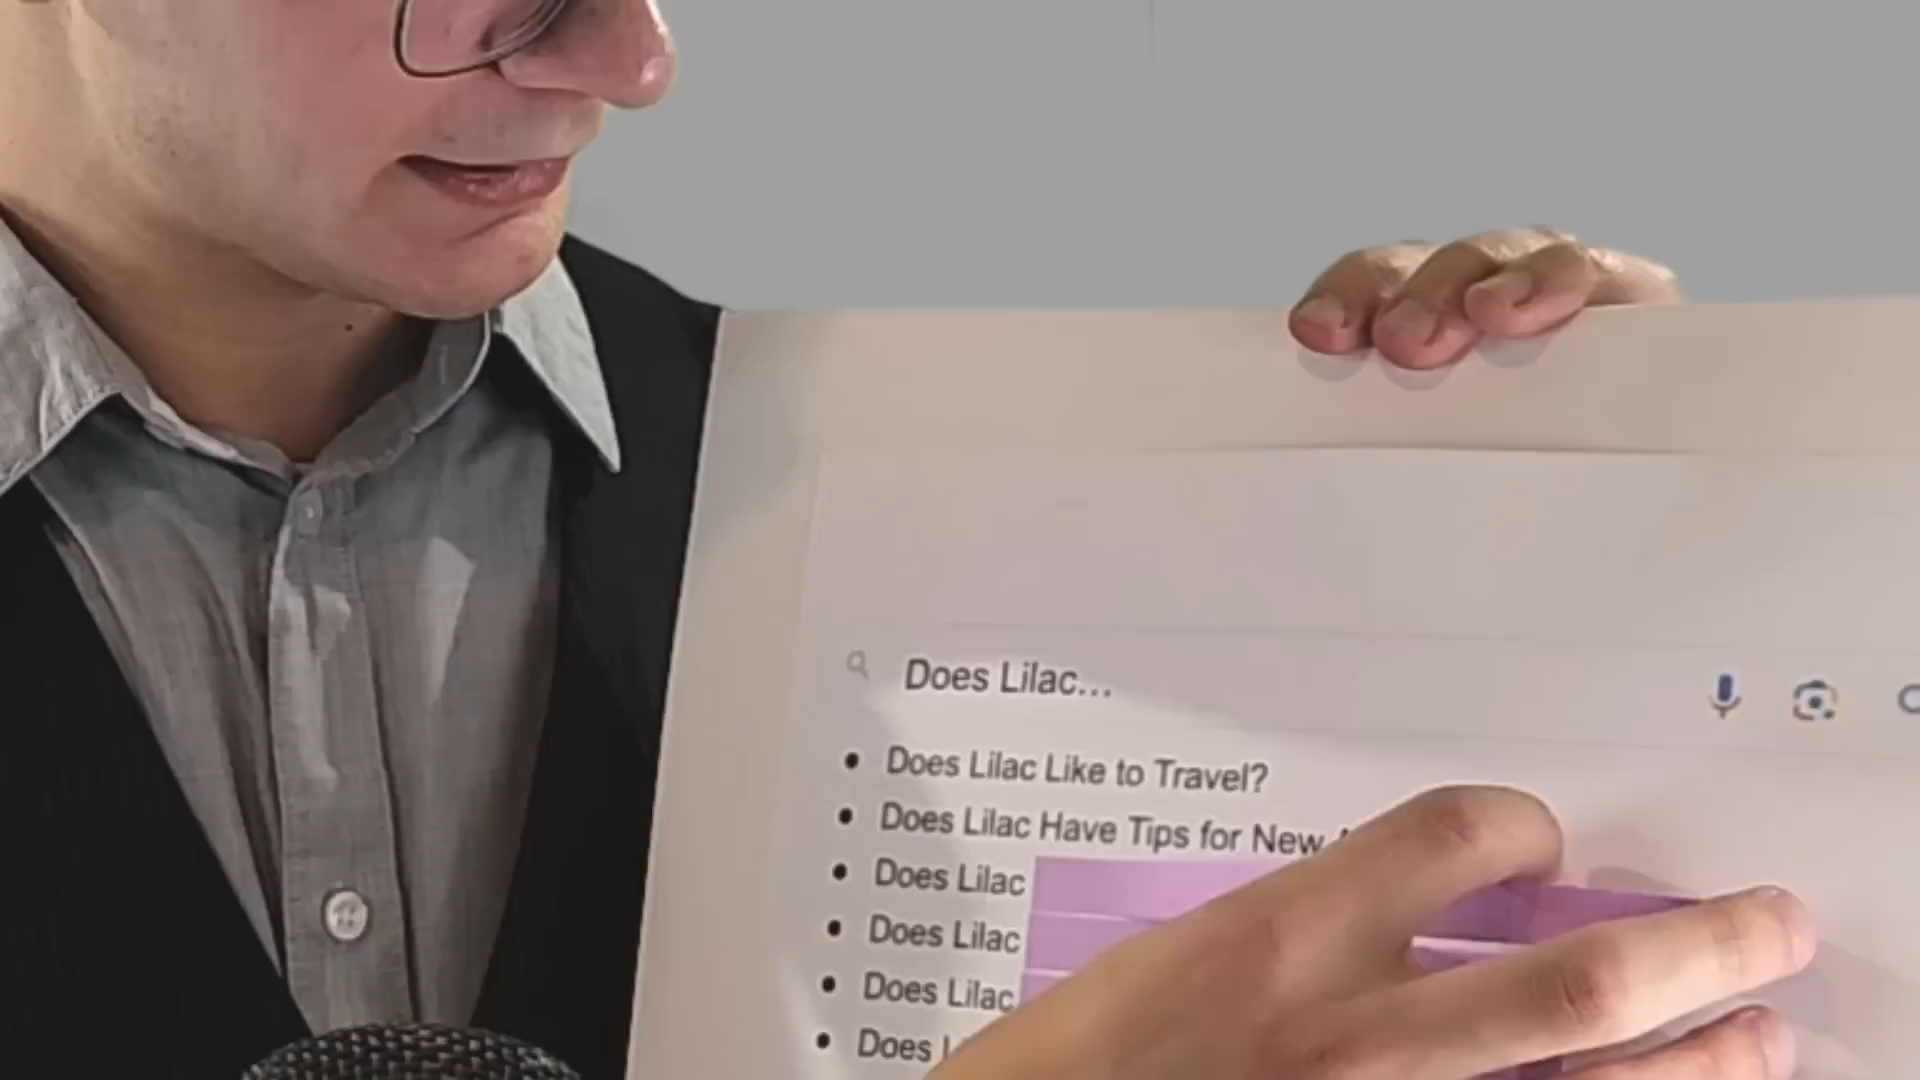 Does Lilac...
• Does Lilac Like to Travel?
• Does Lilac Have Tips for New
• Does Lilac
• Does Lilac
• Does Lilac
• Does